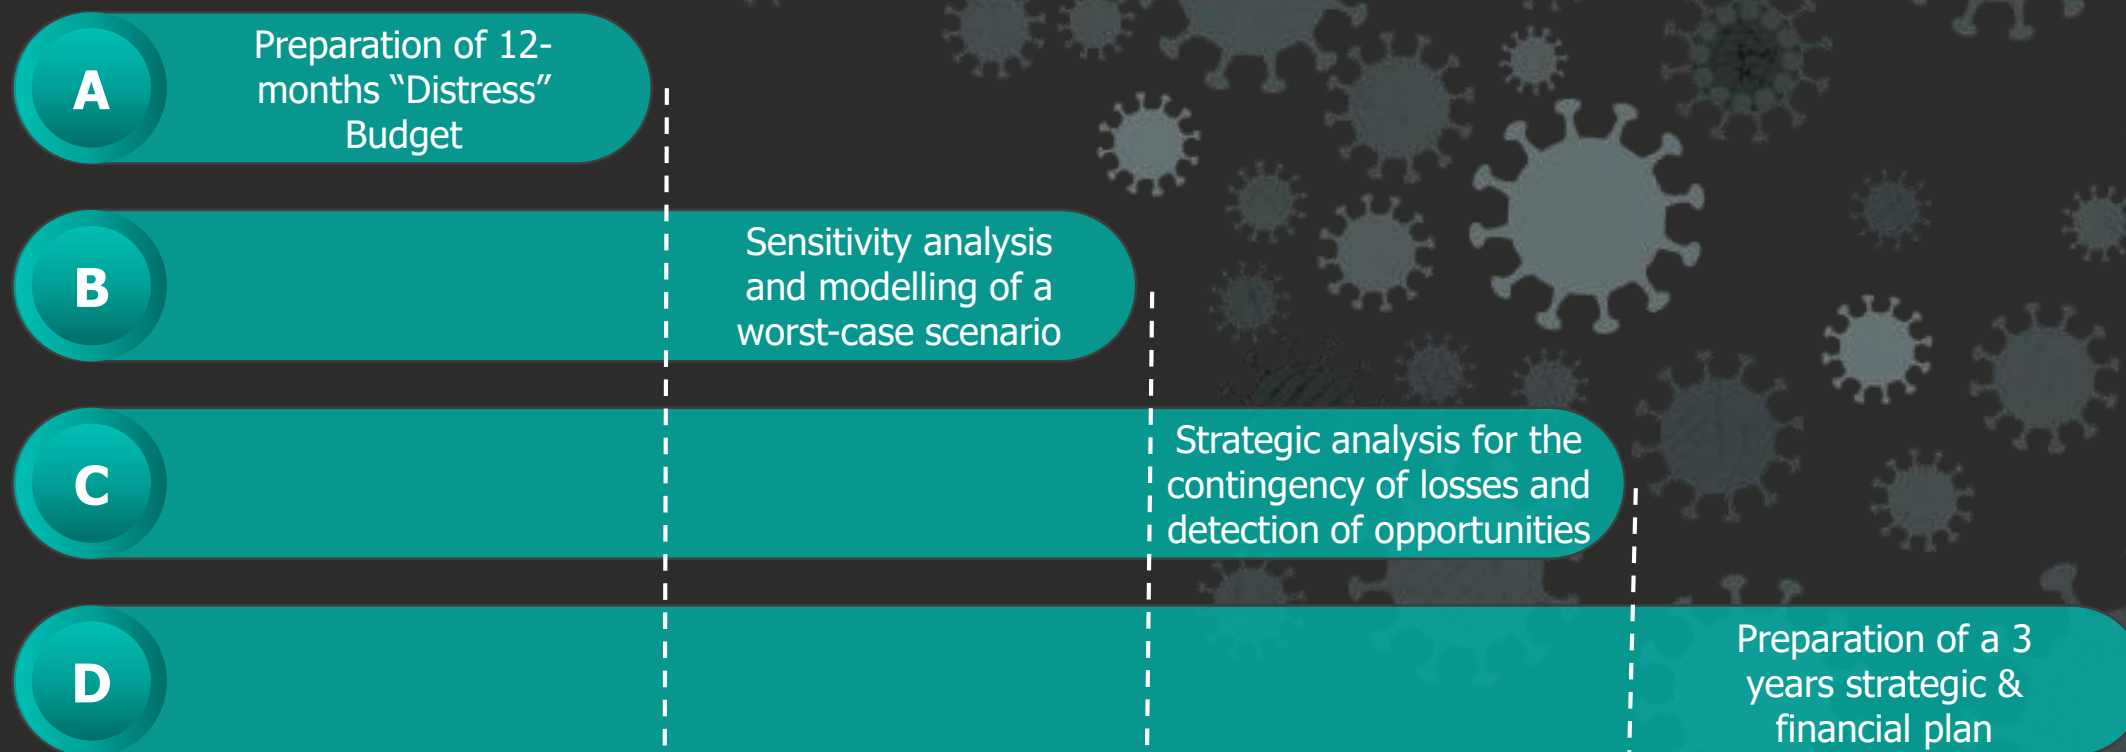 A
Preparation of 12-
months “Distress”
Budget
B
Sensitivity analysis
and modelling of a
worst-case scenario
C
Strategic analysis for the
contingency of losses and
detection of opportunities
D
Preparation of a 3
years strategic &
financial plan